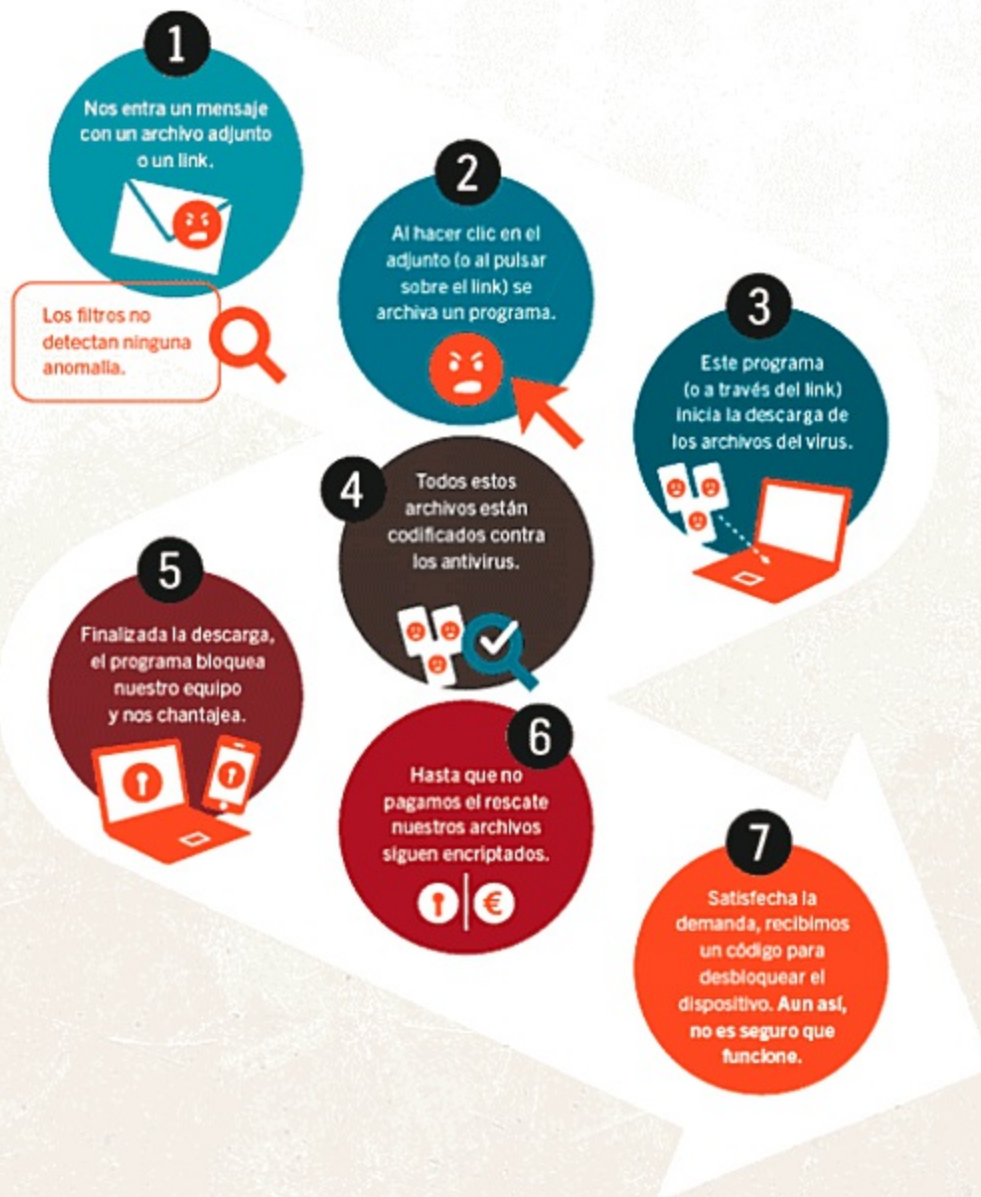 1
Nos entra un mensaje
con un archivo adjunto
o un link.
Los filtros no
detectan ninguna
anomalía.
2
Al hacer clic en el
adjunto (o al pulsar
sobre el link) se
archiva un programa.
3
Este programa
(o a través del link)
inicia la descarga de
los archivos del virus.
4
Todos estos
archivos están
codificados contra
los antivirus.
5
Finalizada la descarga,
el programa bloquea
nuestro equipo
y nos chantajea.
6
Hasta que no
pagamos el rescate
nuestros archivos
siguen encriptados.
€
7
Satisfecha la
demanda, recibimos
un código para
desbloquear el
dispositivo. Aun así,
no es seguro que
funcione.